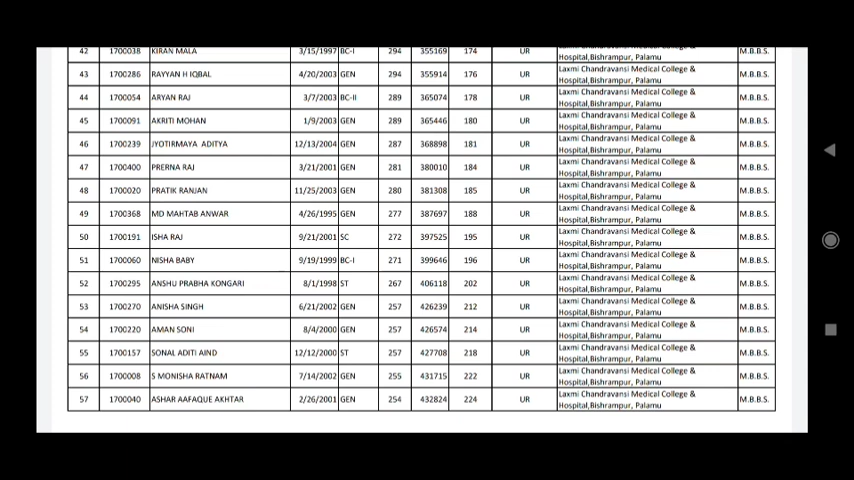 42 1700038 KIRAN MALA 3/15/1997 BC-I 294 355169 174 UR Laxmi Chandravansi Medical College & Hospital,Bishrampur, Palamu M.B.B.S.
43 1700286 RAYYAN H IQBAL 4/20/2003 GEN 294 355914 176 UR Laxmi Chandravansi Medical College & Hospital,Bishrampur, Palamu M.B.B.S.
44 1700054 ARYAN RAJ 3/7/2003 BC-II 289 365074 178 UR Laxmi Chandravansi Medical College & Hospital,Bishrampur, Palamu M.B.B.S.
45 1700091 AKRITI MOHAN 1/9/2003 GEN 289 365446 180 UR Laxmi Chandravansi Medical College & Hospital,Bishrampur, Palamu M.B.B.S.
46 1700239 JYOTIRMAYA ADITYA 12/13/2004 GEN 287 368898 181 UR Laxmi Chandravansi Medical College & Hospital,Bishrampur, Palamu M.B.B.S.
47 1700400 PRERNA RAJ 3/21/2001 GEN 281 380010 184 UR Laxmi Chandravansi Medical College & Hospital,Bishrampur, Palamu M.B.B.S.
48 1700020 PRATIK RANJAN 11/25/2003 GEN 280 381308 185 UR Laxmi Chandravansi Medical College & Hospital,Bishrampur, Palamu M.B.B.S.
49 1700368 MD MAHTAB ANWAR 4/26/1995 GEN 277 387697 188 UR Laxmi Chandravansi Medical College & Hospital,Bishrampur, Palamu M.B.B.S.
50 1700191 ISHA RAJ 9/21/2001 SC 272 397525 195 UR Laxmi Chandravansi Medical College & Hospital,Bishrampur, Palamu M.B.B.S.
51 1700060 NISHA BABY 9/19/1999 BC-I 271 399646 196 UR Laxmi Chandravansi Medical College & Hospital,Bishrampur, Palamu M.B.B.S.
52 1700295 ANSHU PRABHA KONGARI 8/1/1998 ST 267 406118 202 UR Laxmi Chandravansi Medical College & Hospital,Bishrampur, Palamu M.B.B.S.
53 1700270 ANISHA SINGH 6/21/2002 GEN 257 426239 212 UR Laxmi Chandravansi Medical College & Hospital,Bishrampur, Palamu M.B.B.S.
54 1700220 AMAN SONI 8/4/2000 GEN 257 426574 214 UR Laxmi Chandravansi Medical College & Hospital,Bishrampur, Palamu M.B.B.S.
55 1700157 SONAL ADITI AIND 12/12/2000 ST 257 427708 218 UR Laxmi Chandravansi Medical College & Hospital,Bishrampur, Palamu M.B.B.S.
56 1700008 S MONISHA RATNAM 7/14/2002 GEN 255 431715 222 UR Laxmi Chandravansi Medical College & Hospital,Bishrampur, Palamu M.B.B.S.
57 1700040 ASHAR AAFAQUE AKHTAR 2/26/2001 GEN 254 432824 224 UR Laxmi Chandravansi Medical College & Hospital,Bishrampur, Palamu M.B.B.S.